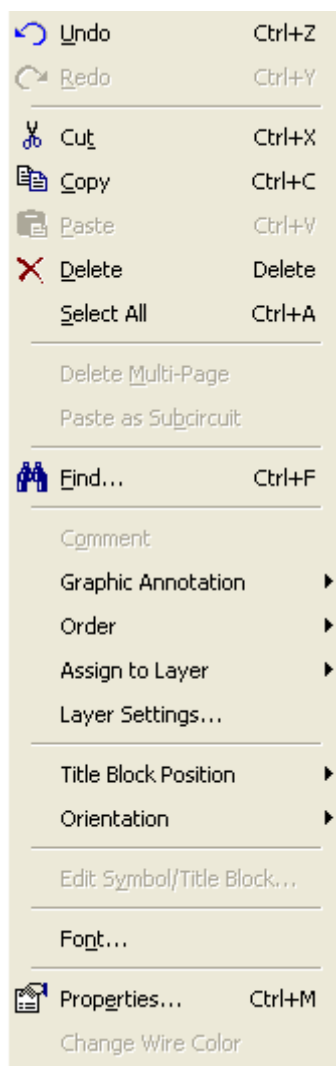 Undo Ctrl+Z
Redo Ctrl+Y
Cut Ctrl+X
Copy Ctrl+C
Paste Ctrl+V
Delete Delete
Select All Ctrl+A
Delete Multi-Page
Paste as Subcircuit
Find... Ctrl+F
Comment
Graphic Annotation
Order
Assign to Layer
Layer Settings...
Title Block Position
Orientation
Edit Symbol/Title Block...
Font...
Properties... Ctrl+M
Change Wire Color